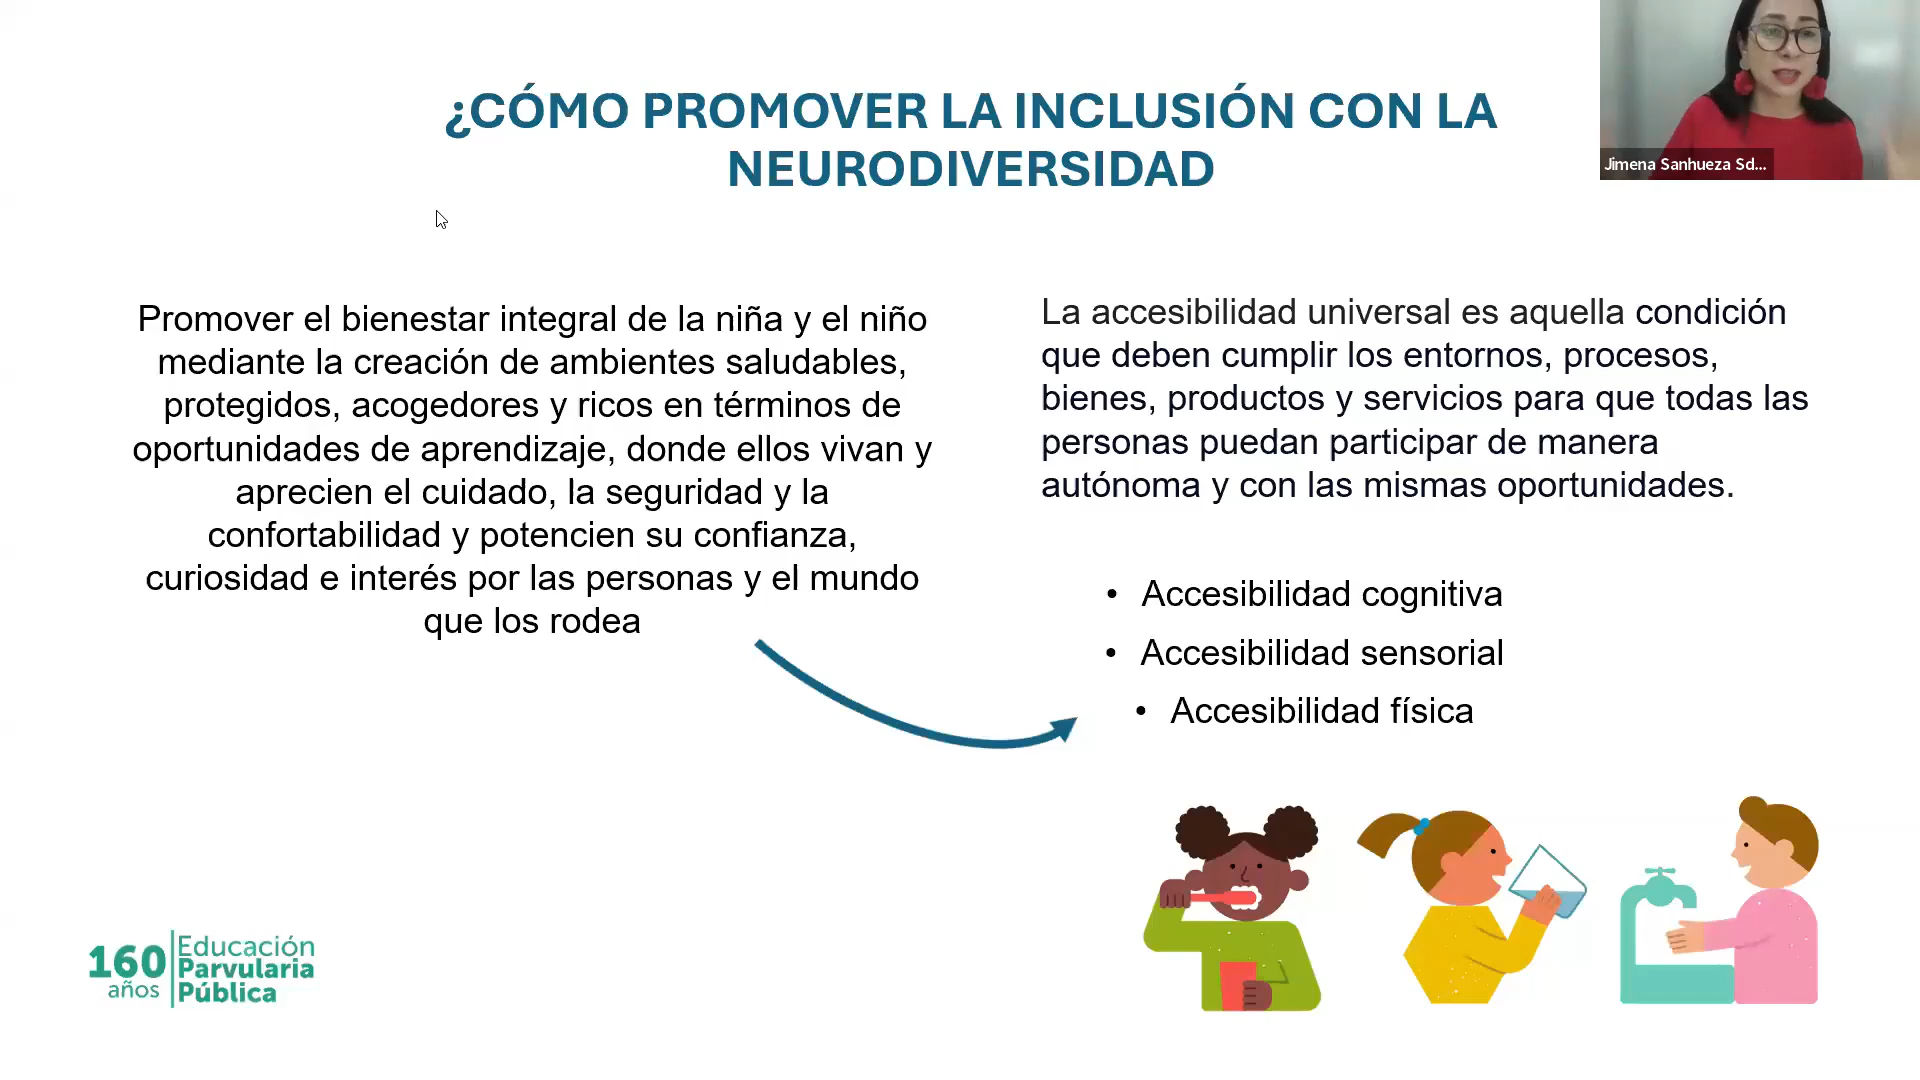 ¿CÓMO PROMOVER LA INCLUSIÓN CON LA
NEURODIVERSIDAD
Jimena Sanhueza Sd...
Promover el bienestar integral de la niña y el niño
mediante la creación de ambientes saludables,
protegidos, acogedores y ricos en términos de
oportunidades de aprendizaje, donde ellos vivan y
aprecien el cuidado, la seguridad y la
confortabilidad y potencien su confianza,
curiosidad e interés por las personas y el mundo
que los rodea
La accesibilidad universal es aquella condición
que deben cumplir los entornos, procesos,
bienes, productos y servicios para que todas las
personas puedan participar de manera
autónoma y con las mismas oportunidades.
• Accesibilidad cognitiva
• Accesibilidad sensorial
• Accesibilidad física
160 años
Educación
Parvularia
Pública